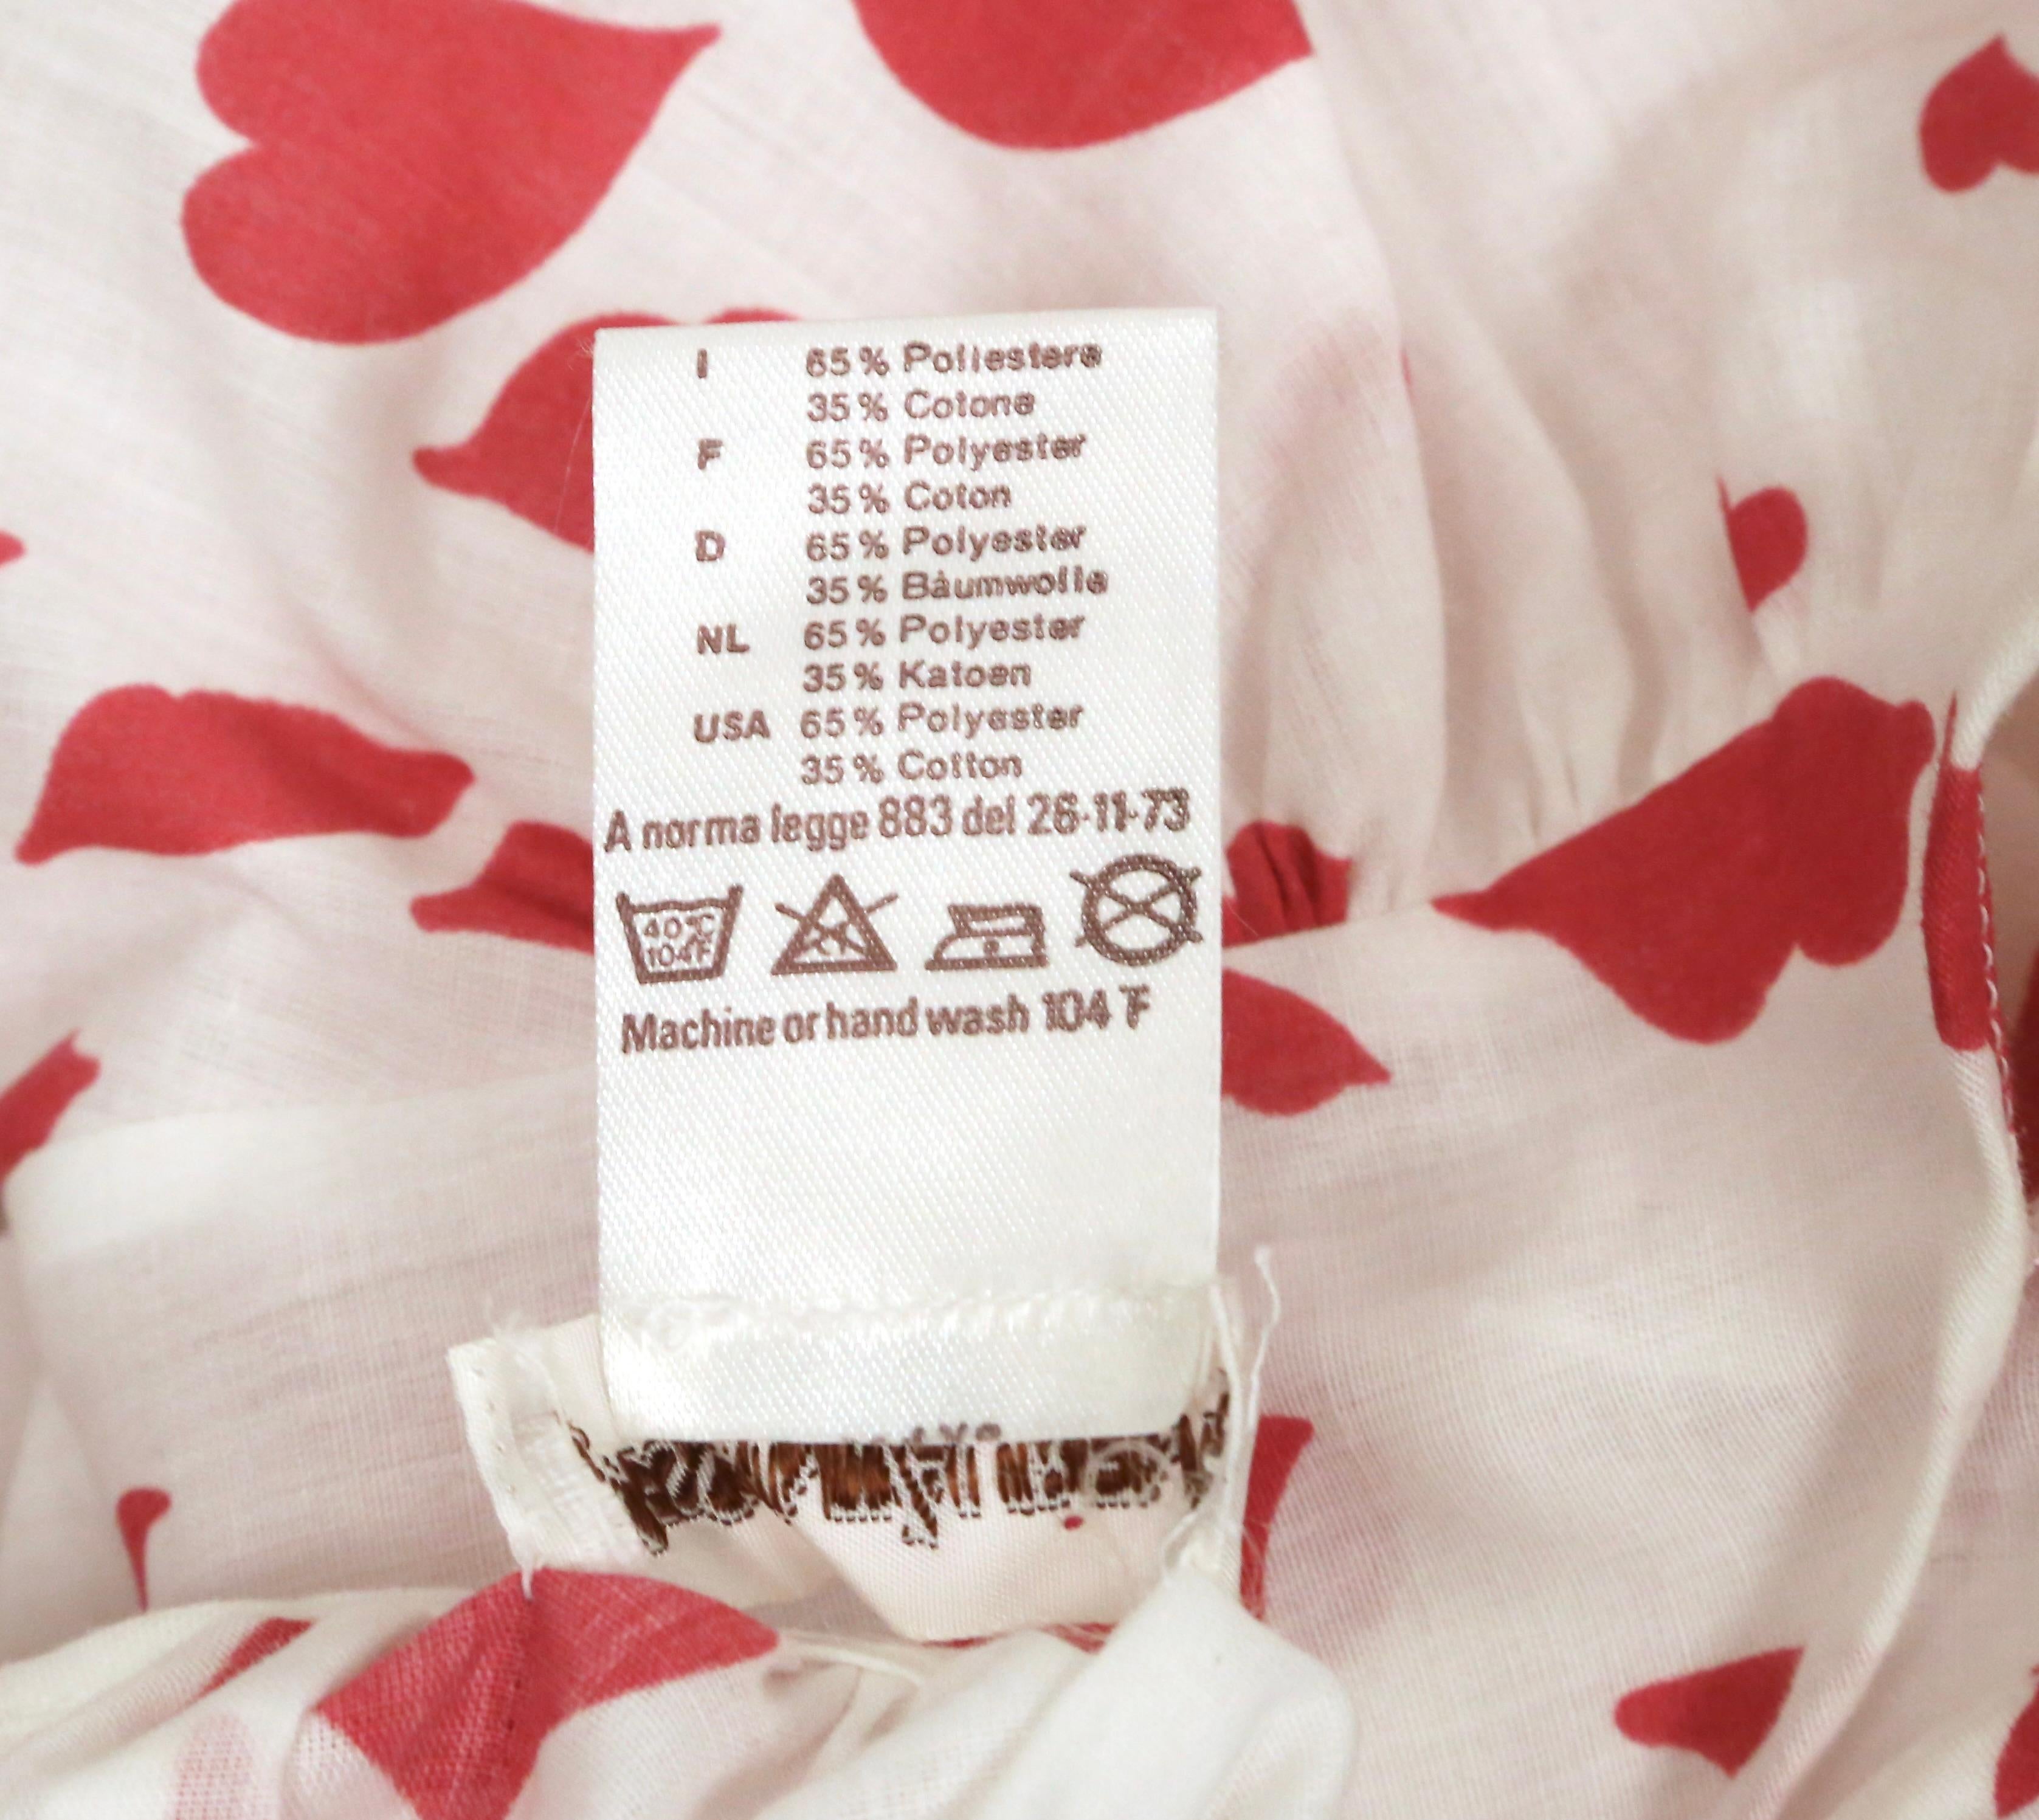 I 65% Poliestere
35% Cotone
F 65% Polyester
35% Coton
D 65% Polyester
35% Baumwolle
NL 65% Polyester
35% Katoen
USA 65% Polyester
35% Cotton
A norma legge 883 del 26-11-73
40°C
104°F
Machine or hand wash 104°F